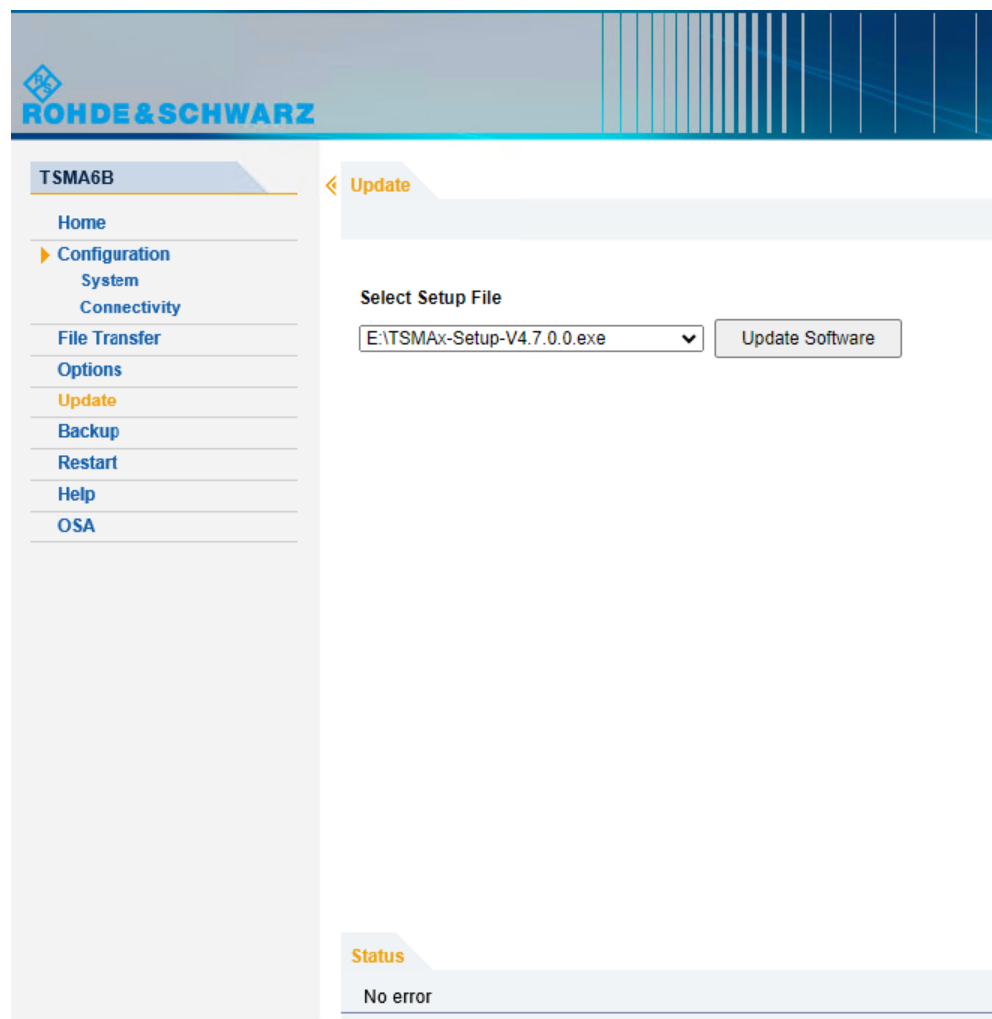 R&S
ROHDE&SCHWARZ
TSMA6B
Home
Configuration
System
Connectivity
File Transfer
Options
Update
Backup
Restart
Help
OSA
Update
Select Setup File
E:\TSMAx-Setup-V4.7.0.0.exe
Update Software
Status
No error